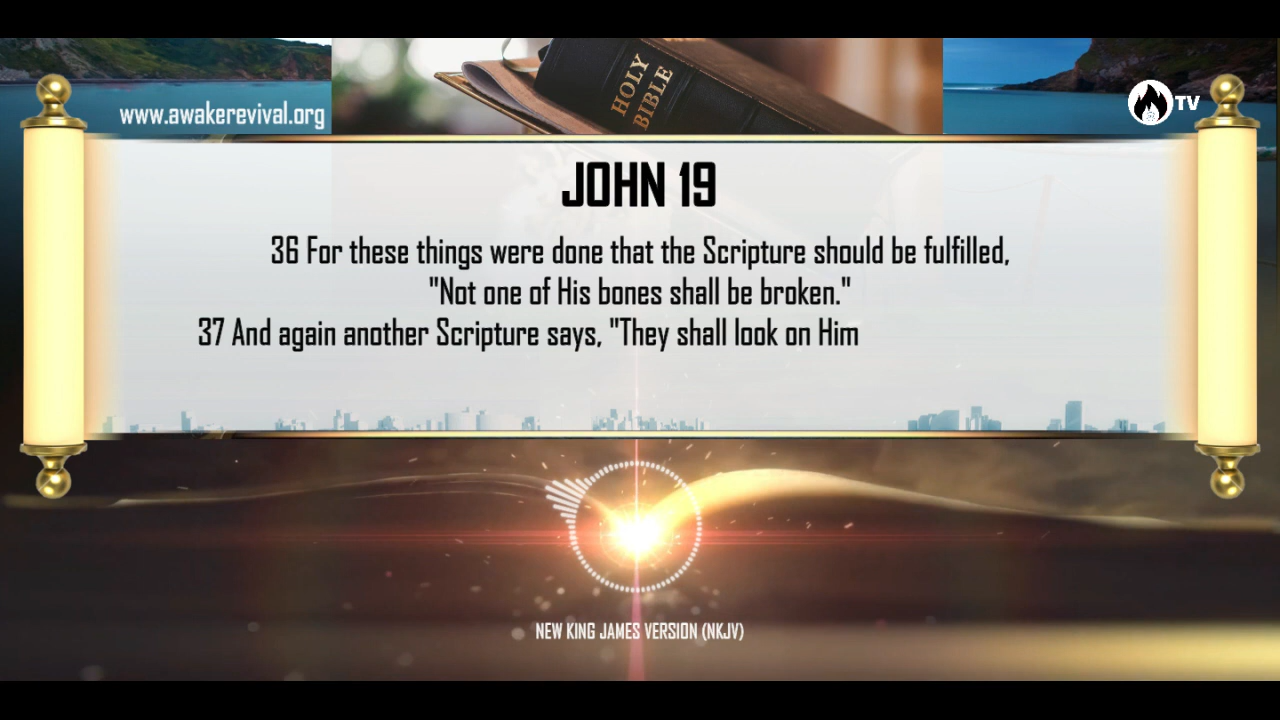 www.awakerevival.org
HOLY
BIBLE
TV
JOHN 19
36 For these things were done that the Scripture should be fulfilled,
"Not one of His bones shall be broken."
37 And again another Scripture says, "They shall look on Him
NEW KING JAMES VERSION (NKJV)